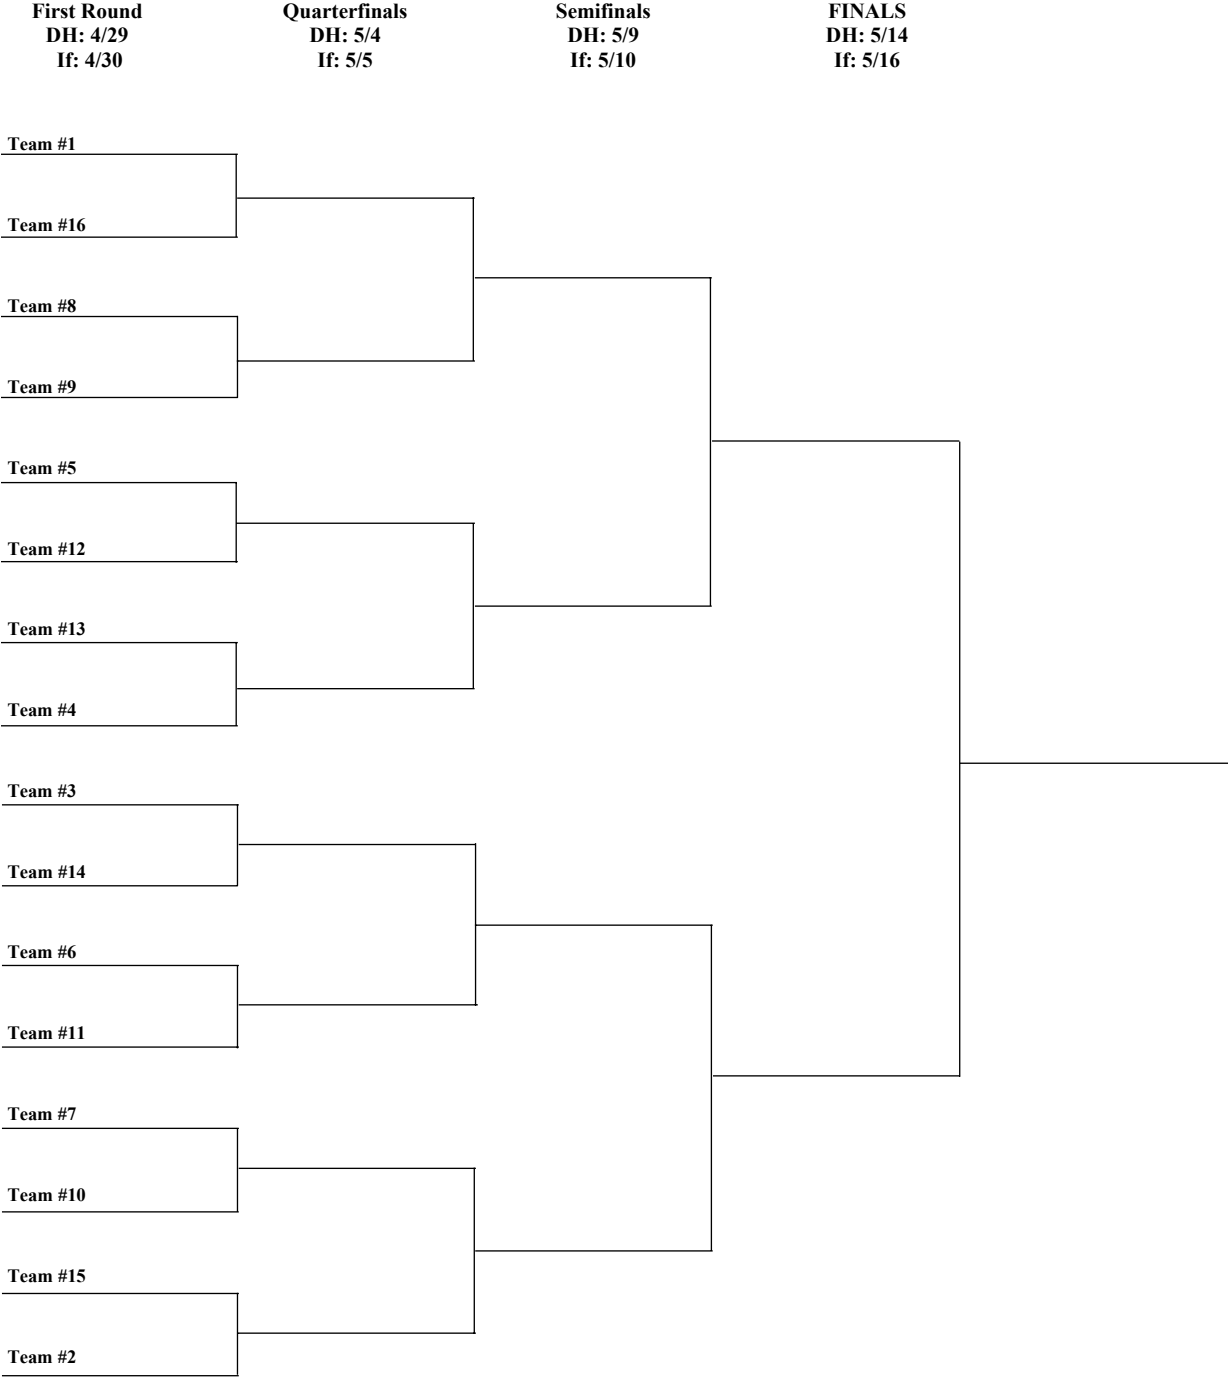 First Round
DH: 4/29
If: 4/30
Quarterfinals
DH: 5/4
If: 5/5
Semifinals
DH: 5/9
If: 5/10
FINALS
DH: 5/14
If: 5/16
Team #1
Team #16
Team #8
Team #9
Team #5
Team #12
Team #13
Team #4
Team #3
Team #14
Team #6
Team #11
Team #7
Team #10
Team #15
Team #2